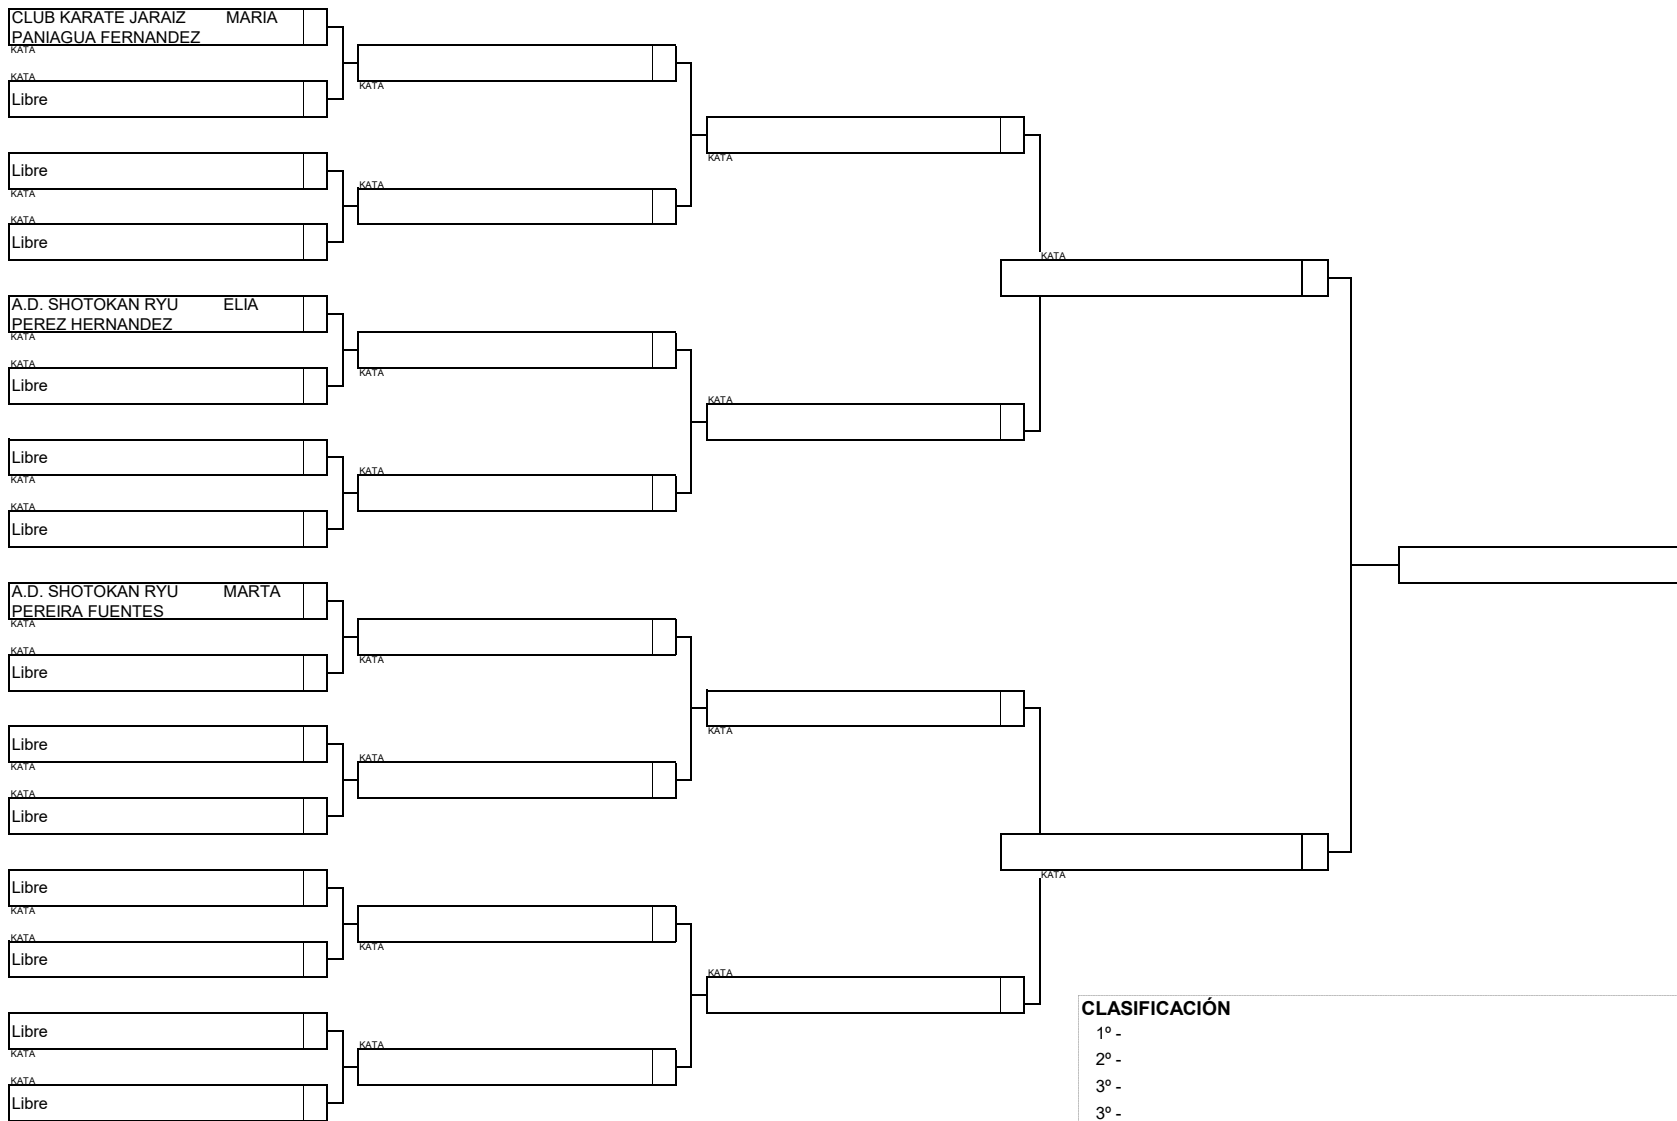 CLUB KARATE JARAIZ MARIA
PANIAGUA FERNANDEZ
KATA
KATA
Libre
Libre
KATA
KATA
Libre
A.D. SHOTOKAN RYU ELIA
PEREZ HERNANDEZ
KATA
KATA
Libre
Libre
KATA
KATA
Libre
A.D. SHOTOKAN RYU MARTA
PEREIRA FUENTES
KATA
KATA
Libre
Libre
KATA
KATA
Libre
Libre
KATA
KATA
Libre
Libre
KATA
KATA
Libre
KATA
KATA
KATA
KATA
KATA
KATA
KATA
KATA
KATA
KATA
KATA
KATA
KATA
KATA
CLASIFICACIÓN
1º -
2º -
3º -
3º -